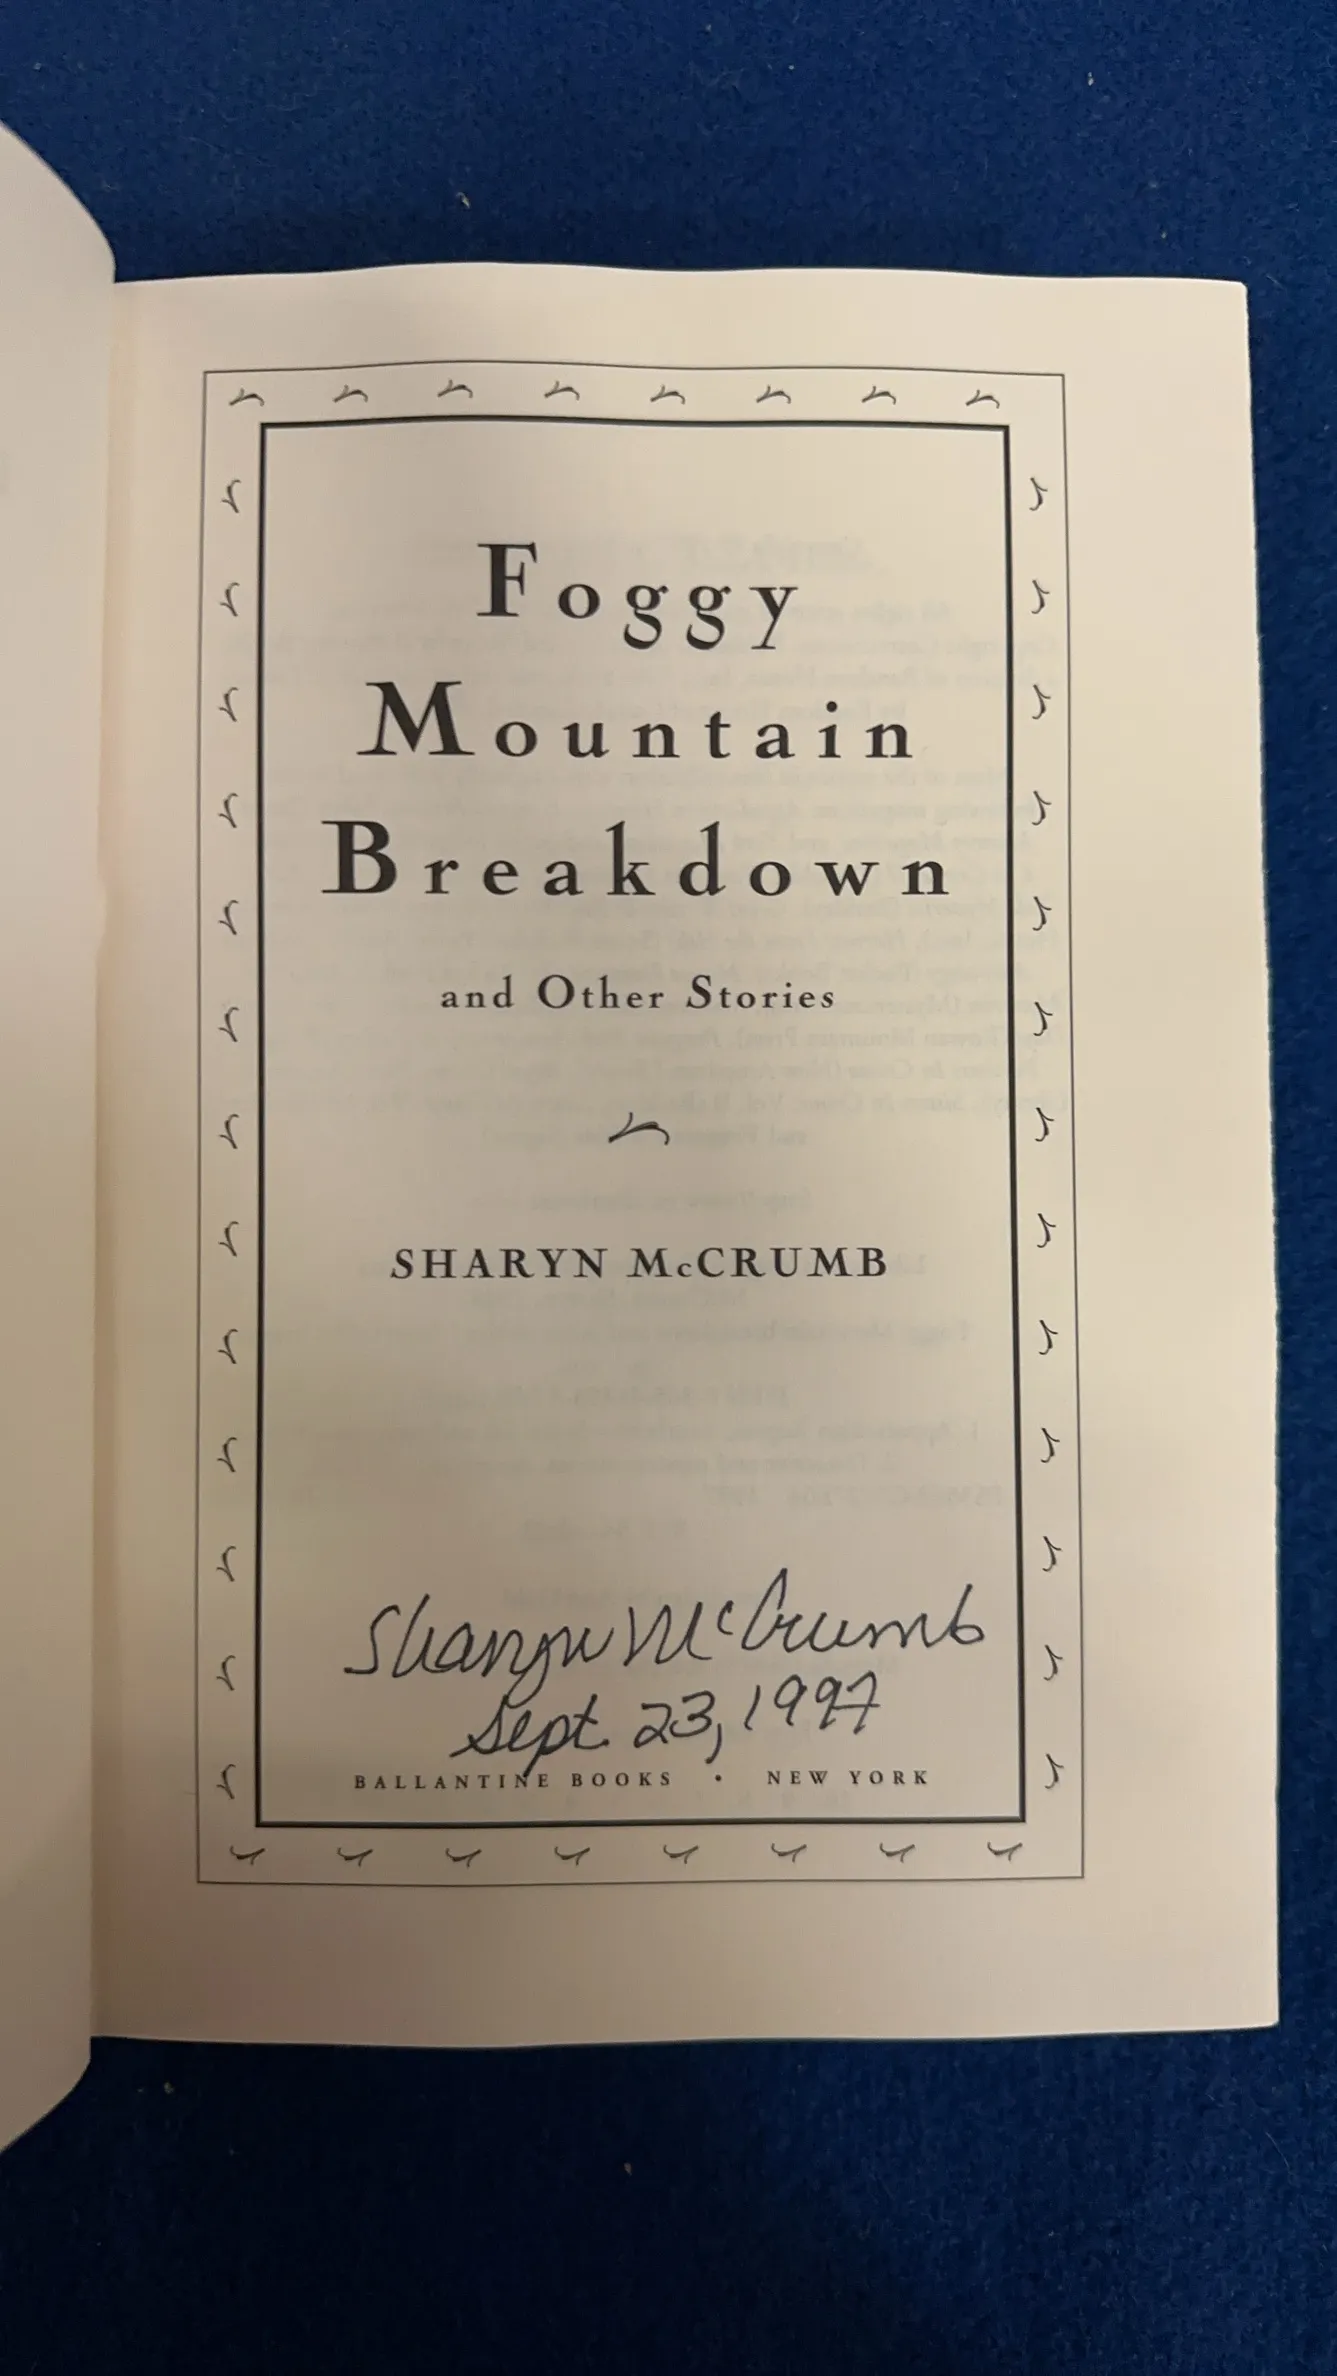 Foggy
Mountain
Breakdown
and Other Stories
SHARYN McCRUMB
Sharyn McCrumb
Sept. 23, 1997
BALLANTINE BOOKS • NEW YORK